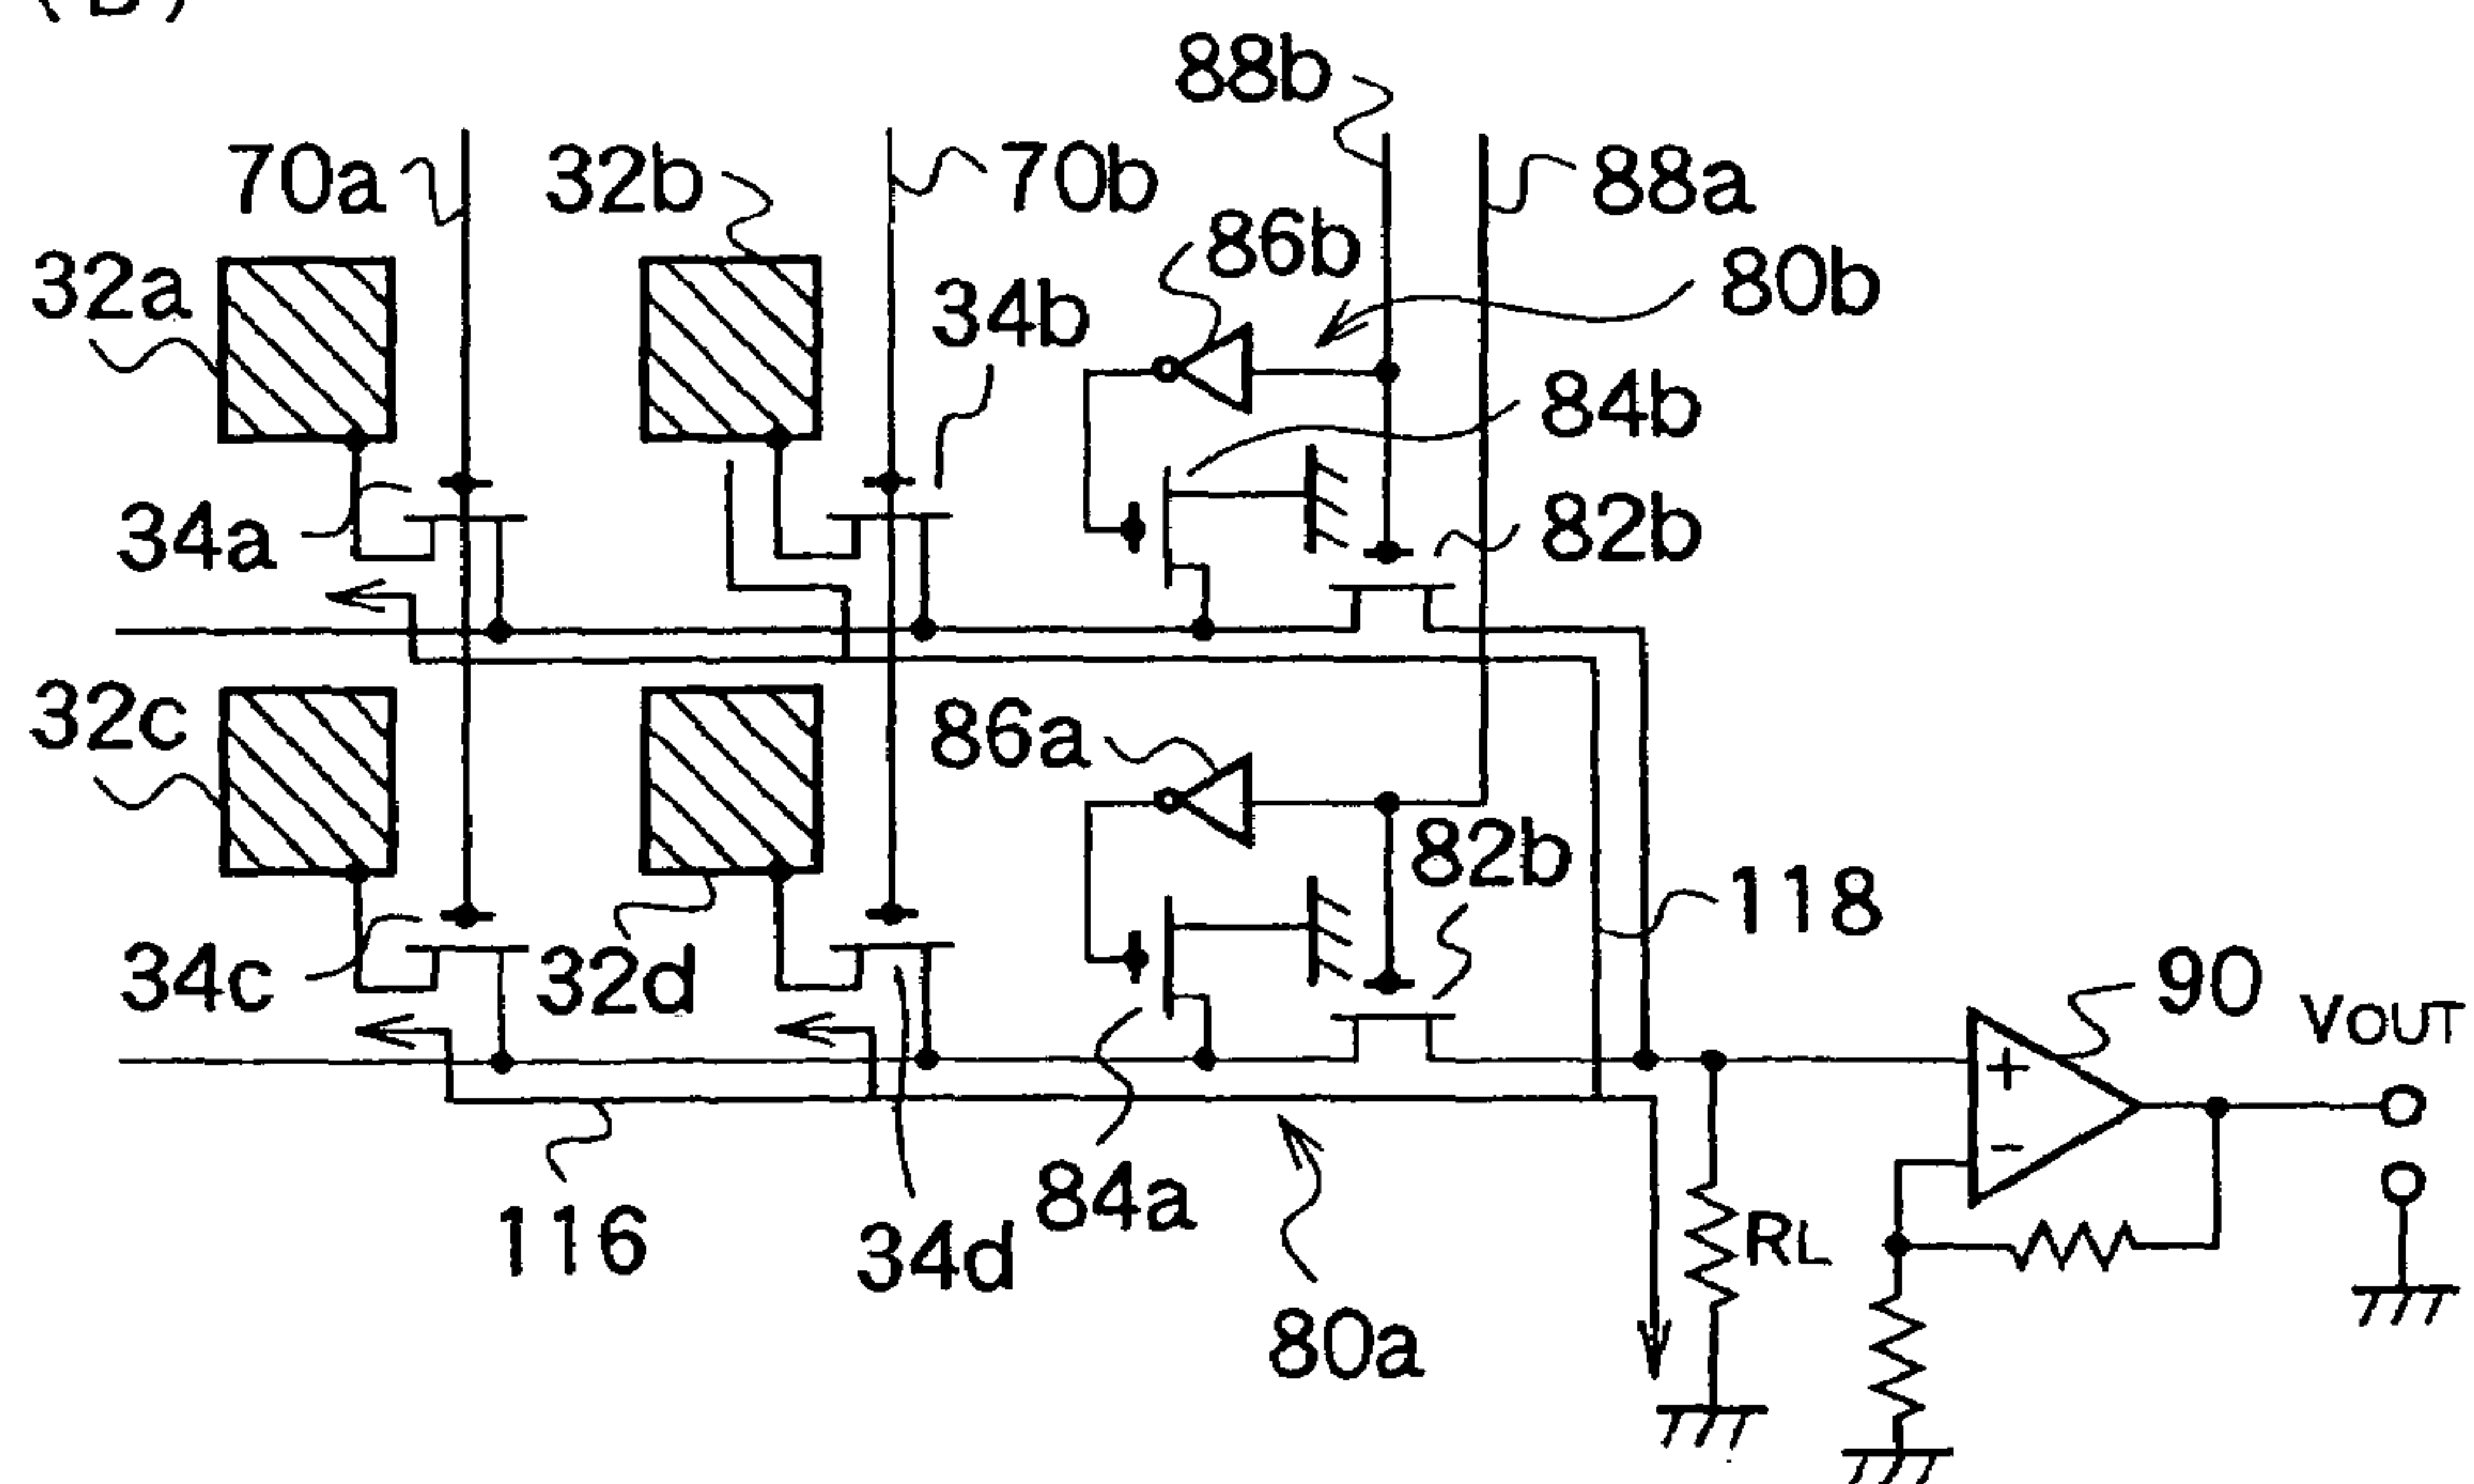 (B)
88b
70a 32b 70b 88a
86b
32a 34b 80b
84b
34a 82b
32c 86a
82b
118
34c 32d 90 VOUT
+
-
84a
116 34d RL
80a